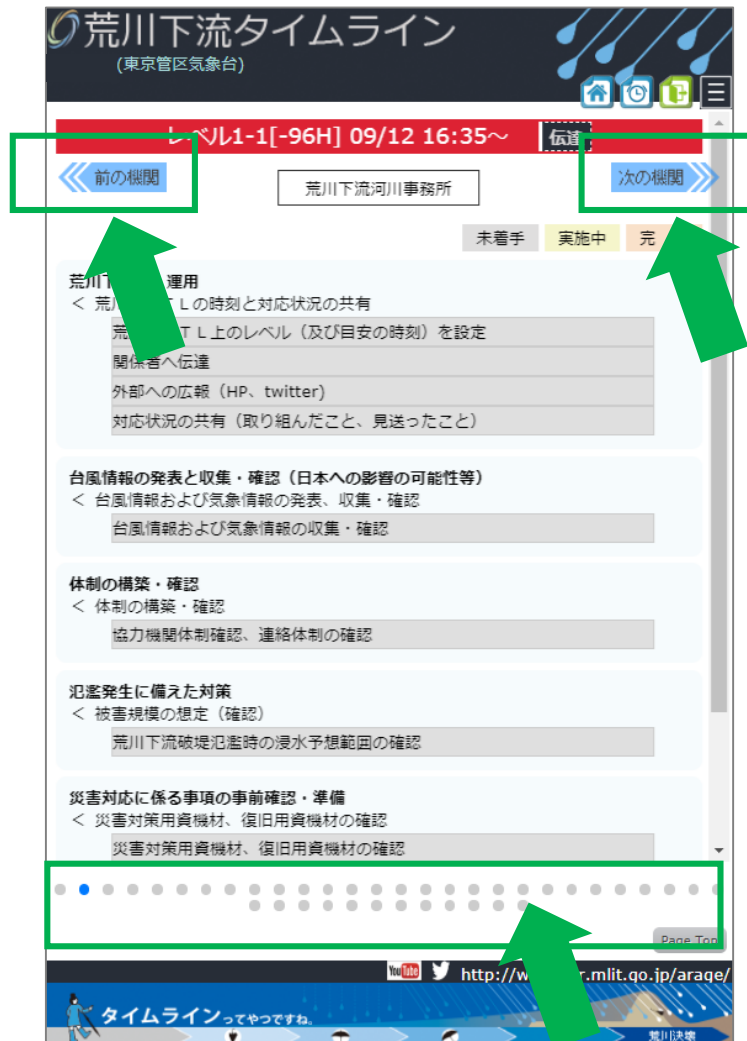 荒川下流タイムライン
(東京管区気象台)
レベル1-1[-96H] 09/12 16:35～ 伝達
前の機関
荒川下流河川事務所
次の機関
未着手 実施中 完
荒川下 運用
< 荒川 TLの時刻と対応状況の共有
荒 TL上のレベル（及び目安の時刻）を設定
関係者へ伝達
外部への広報（HP、twitter)
対応状況の共有（取り組んだこと、見送ったこと）
台風情報の発表と収集・確認（日本への影響の可能性等）
< 台風情報および気象情報の発表、収集・確認
台風情報および気象情報の収集・確認
体制の構築・確認
< 体制の構築・確認
協力機関体制確認、連絡体制の確認
氾濫発生に備えた対策
< 被害規模の想定（確認）
荒川下流破堤氾濫時の浸水予想範囲の確認
災害対応に係る事項の事前確認・準備
< 災害対策用資機材、復旧用資機材の確認
災害対策用資機材、復旧用資機材の確認
Page Top
YouTube http://w r.mlit.go.jp/arage/
タイムラインってやつですね。
荒川決壊